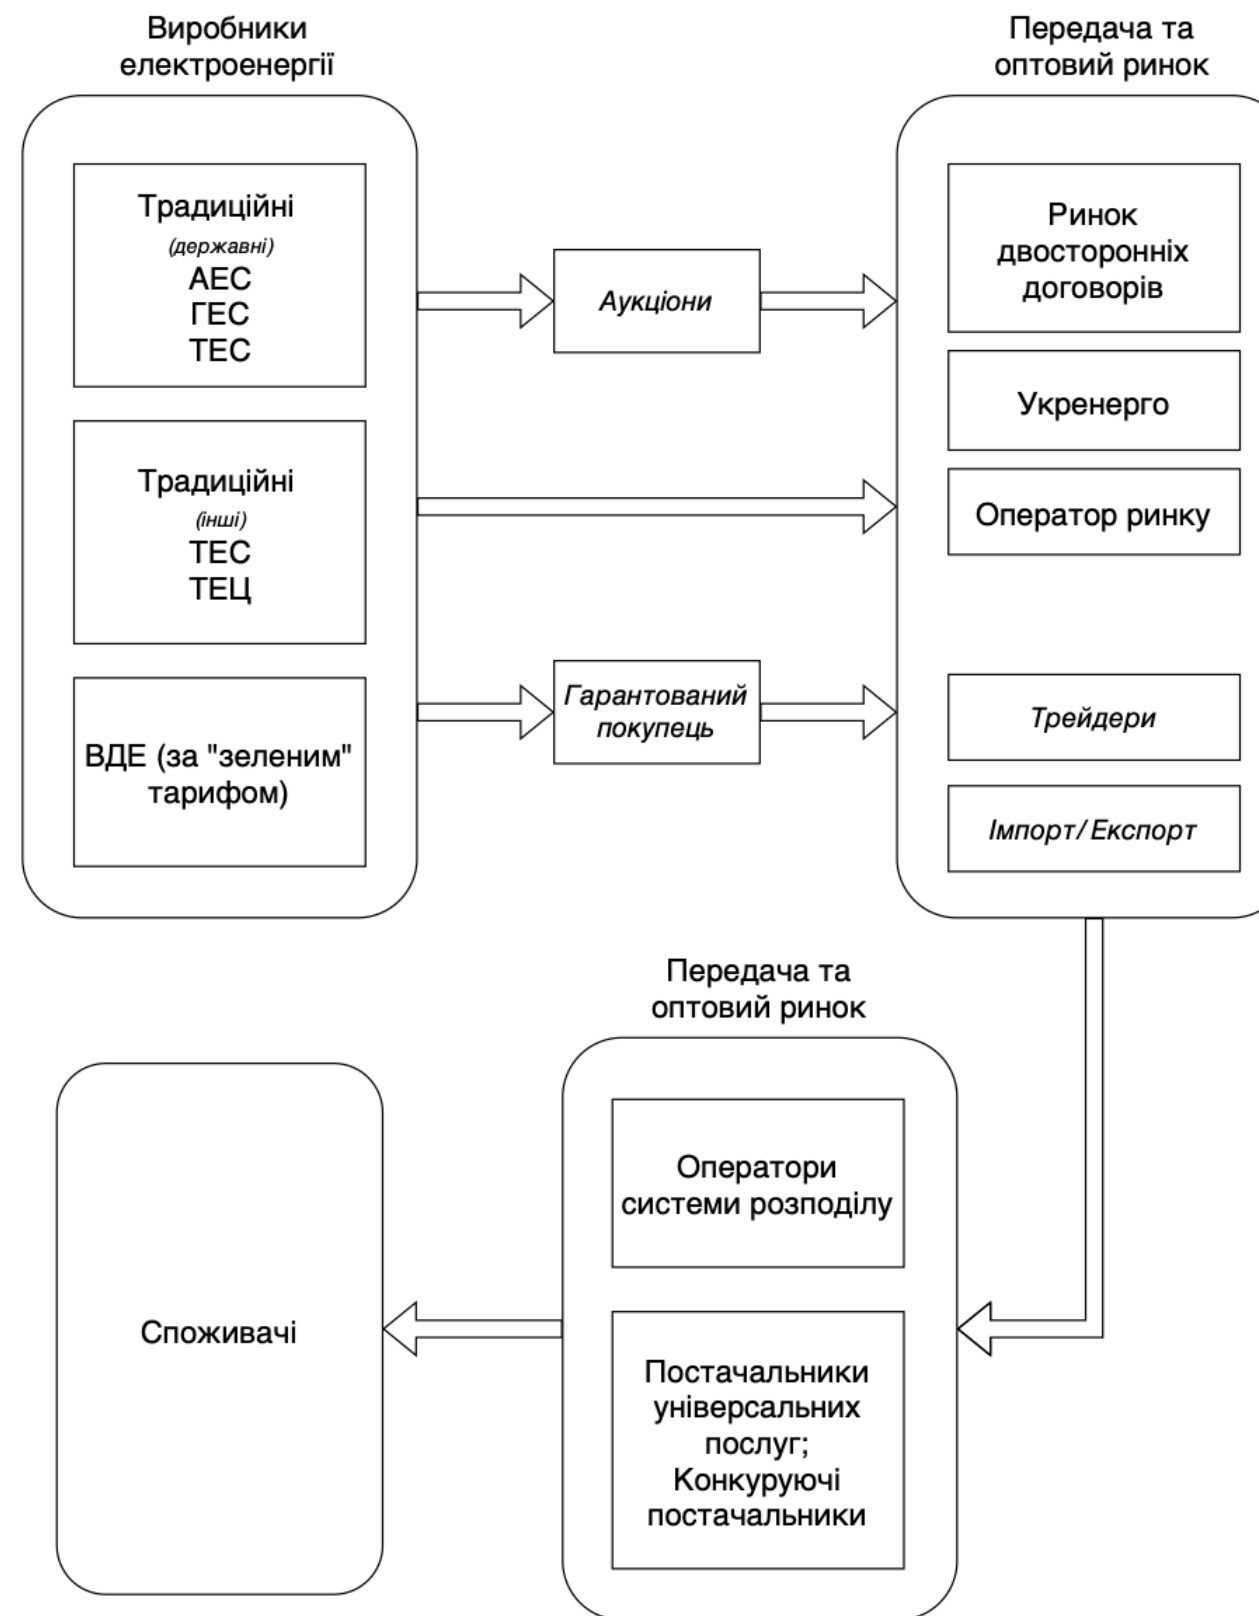 Виробники
електроенергії
Традиційні
(державні)
АЕС
ГЕС
ТЕС
Традиційні
(інші)
ТЕС
ТЕЦ
ВДЕ (за "зеленим"
тарифом)
Аукціони
Гарантований
покупець
Передача та
оптовий ринок
Ринок
двосторонніх
договорів
Укренерго
Оператор ринку
Трейдери
Імпорт/Експорт
Передача та
оптовий ринок
Оператори
системи розподілу
Постачальники
універсальних
послуг;
Конкуруючі
постачальники
Споживачі